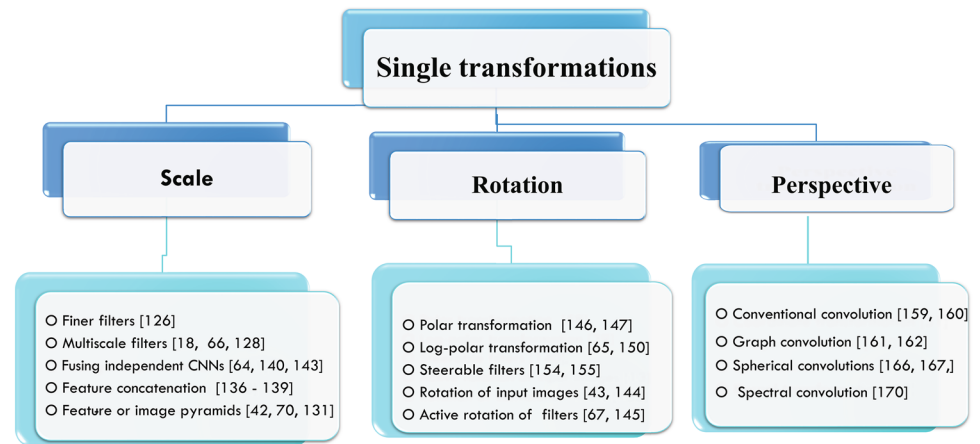 Single transformations
Scale
Rotation
Perspective
O Finer filters [126]
O Multiscale filters [18, 66, 128]
O Fusing independent CNNs [64, 140, 143]
O Feature concatenation [136 - 139]
O Feature or image pyramids [42, 70, 131]
O Polar transformation [146, 147]
O Log-polar transformation [65, 150]
O Steerable filters [154, 155]
O Rotation of input images [43, 144]
O Active rotation of filters [67, 145]
O Conventional convolution [159, 160]
O Graph convolution [161, 162]
O Spherical convolutions [166, 167,]
O Spectral convolution [170]